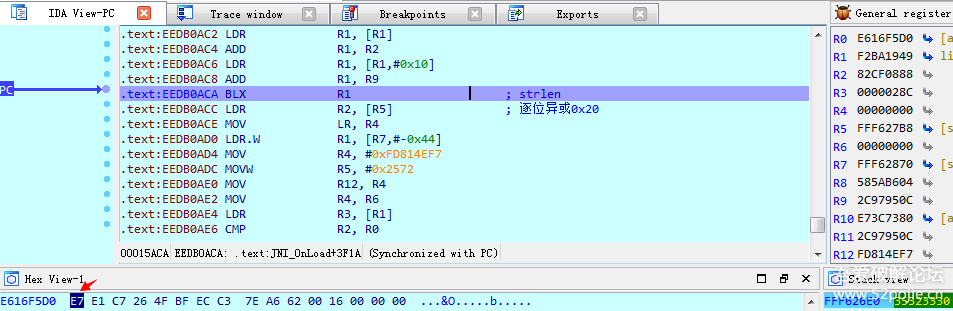 IDA View-PC
Trace window
Breakpoints
Exports
General register
.text:EEDB0AC2 LDR R1, [R1]
.text:EEDB0AC4 ADD R1, R2
.text:EEDB0AC6 LDR R1, [R1,#0x10]
.text:EEDB0AC8 ADD R1, R9
PC
.text:EEDB0ACA BLX R1 ; strlen
.text:EEDB0ACC LDR R2, [R5] ; 逐位异或0x20
.text:EEDB0ACE MOV LR, R4
.text:EEDB0AD0 LDR.W R1, [R7,#-0x44]
.text:EEDB0AD4 MOV R4, #0xFD814EF7
.text:EEDB0ADC MOVW R5, #0x2572
.text:EEDB0AE0 MOV R12, R4
.text:EEDB0AE2 MOV R4, R6
.text:EEDB0AE4 LDR R3, [R1]
.text:EEDB0AE6 CMP R2, R0
00015ACA EEDB0ACA: .text:JNI_OnLoad+3F1A (Synchronized with PC)
R0 E616F5D0 [a
R1 F2BA1949 li
R2 82CF0888
R3 0000028C
R4 00000000
R5 FFF627B8 [s
R6 00000000
R7 FFF62870 [s
R8 585AB604
R9 2C97950C
R10 E73C7380 [a
R11 2C97950C
R12 FD814EF7
Hex View-1
E616F5D0 E7 E1 C7 26 4F BF EC C3 7E A6 62 00 16 00 00 00 ...&O.....b.....
Stack view
FFF626E0 35323330
吾爱破解论坛
www.52pojie.cn